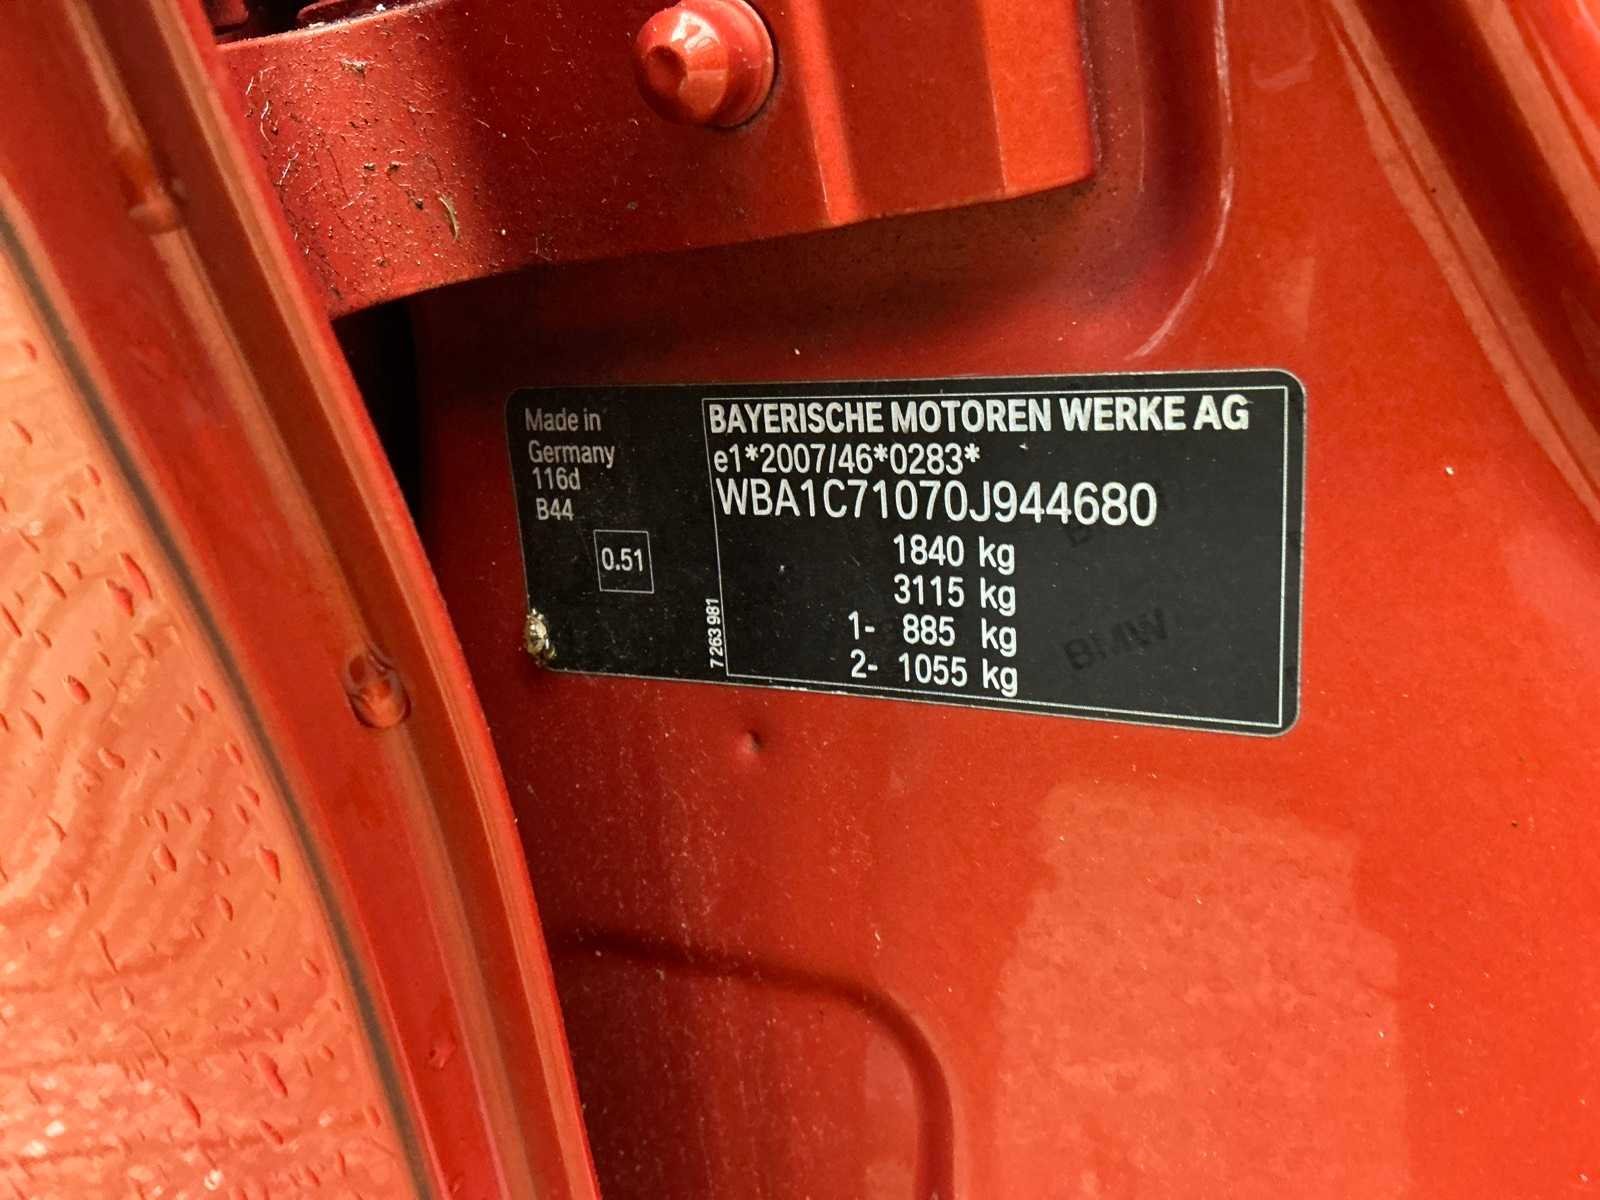 Made in
Germany
116d
B44
0.51
7 263 981
BAYERISCHE MOTOREN WERKE AG
e1*2007/46*0283*
WBA1C71070J944680
1840 kg
3115 kg
1- 885 kg
2- 1055 kg
BMW